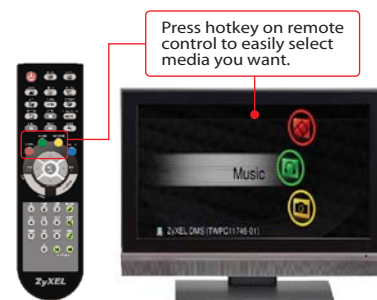 Press hotkey on remote
control to easily select
media you want.
Music
ZyXEL DMS (TWPC11746-01)
ZyXEL